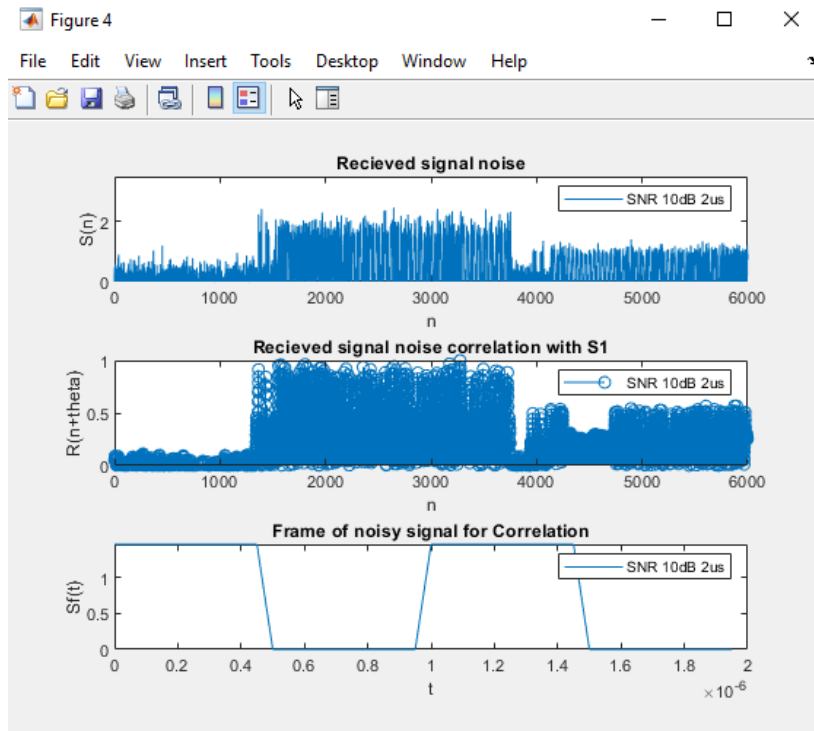 Figure 4
File Edit View Insert Tools Desktop Window Help
Recieved signal noise
SNR 10dB 2us
S(n)
2
0
0 1000 2000 3000 4000 5000 6000
n
Recieved signal noise correlation with S1
SNR 10dB 2us
R(n+theta)
1
0.5
0
0 1000 2000 3000 4000 5000 6000
n
Frame of noisy signal for Correlation
SNR 10dB 2us
Sf(t)
1
0.5
0
0 0.2 0.4 0.6 0.8 1 1.2 1.4 1.6 1.8 2
t
×10-6